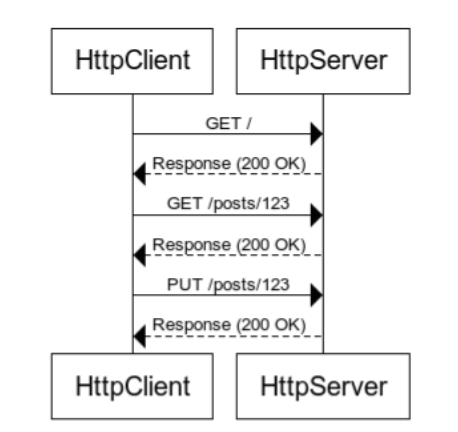 HttpClient
HttpServer
GET /
Response (200 OK)
GET /posts/123
Response (200 OK)
PUT /posts/123
Response (200 OK)
HttpClient
HttpServer